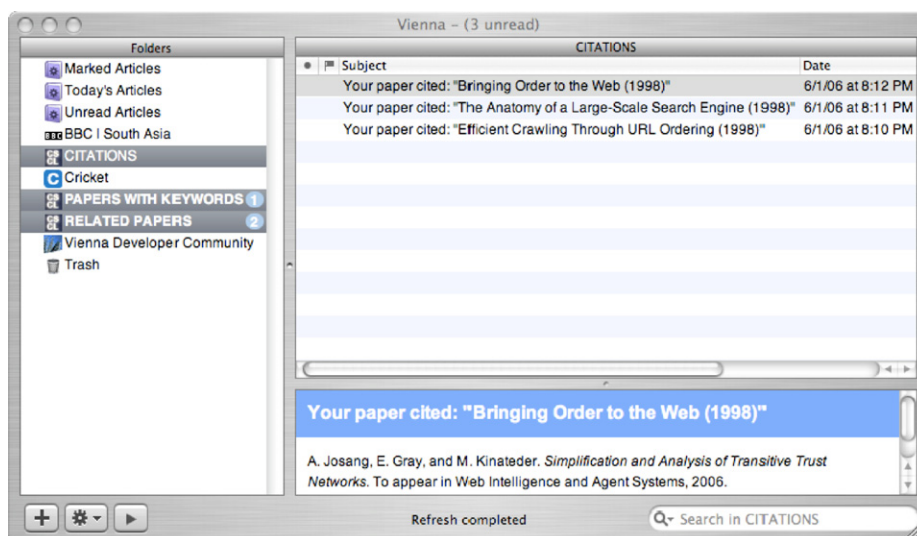 Vienna – (3 unread)
Folders
Marked Articles
Today's Articles
Unread Articles
BBC BBC | South Asia
CITATIONS
C Cricket
PAPERS WITH KEYWORDS 1
RELATED PAPERS 2
Vienna Developer Community
Trash
CITATIONS
Subject Date
Your paper cited: "Bringing Order to the Web (1998)" 6/1/06 at 8:12 PM
Your paper cited: "The Anatomy of a Large-Scale Search Engine (1998)" 6/1/06 at 8:11 PM
Your paper cited: "Efficient Crawling Through URL Ordering (1998)" 6/1/06 at 8:10 PM
Your paper cited: "Bringing Order to the Web (1998)"
A. Josang, E. Gray, and M. Kinateder. Simplification and Analysis of Transitive Trust
Networks. To appear in Web Intelligence and Agent Systems, 2006.
Refresh completed
Search in CITATIONS